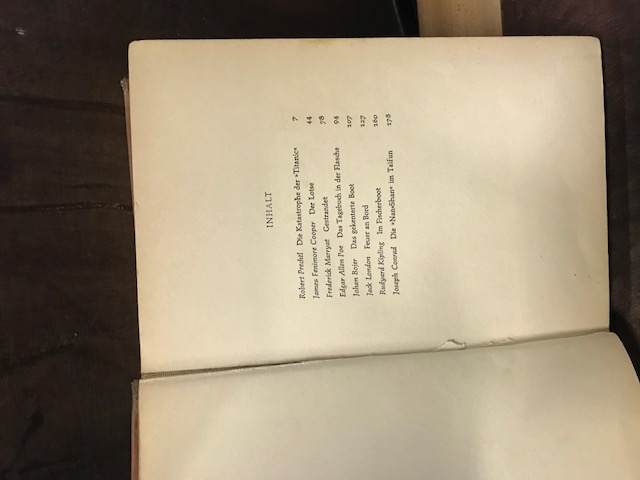 INHALT
Robert Prechtl Die Katastrophe der »Titanic« 7
James Fenimore Cooper Der Lotse 44
Frederick Marryat Gestrandet 78
Edgar Allen Poe Das Tagebuch in der Flasche 94
Johan Bojer Das gekenterte Boot 107
Jack London Feuer an Bord 127
Rudyard Kipling Im Fischerboot 160
Joseph Conrad Die »Nan-Shan« im Taifun 178